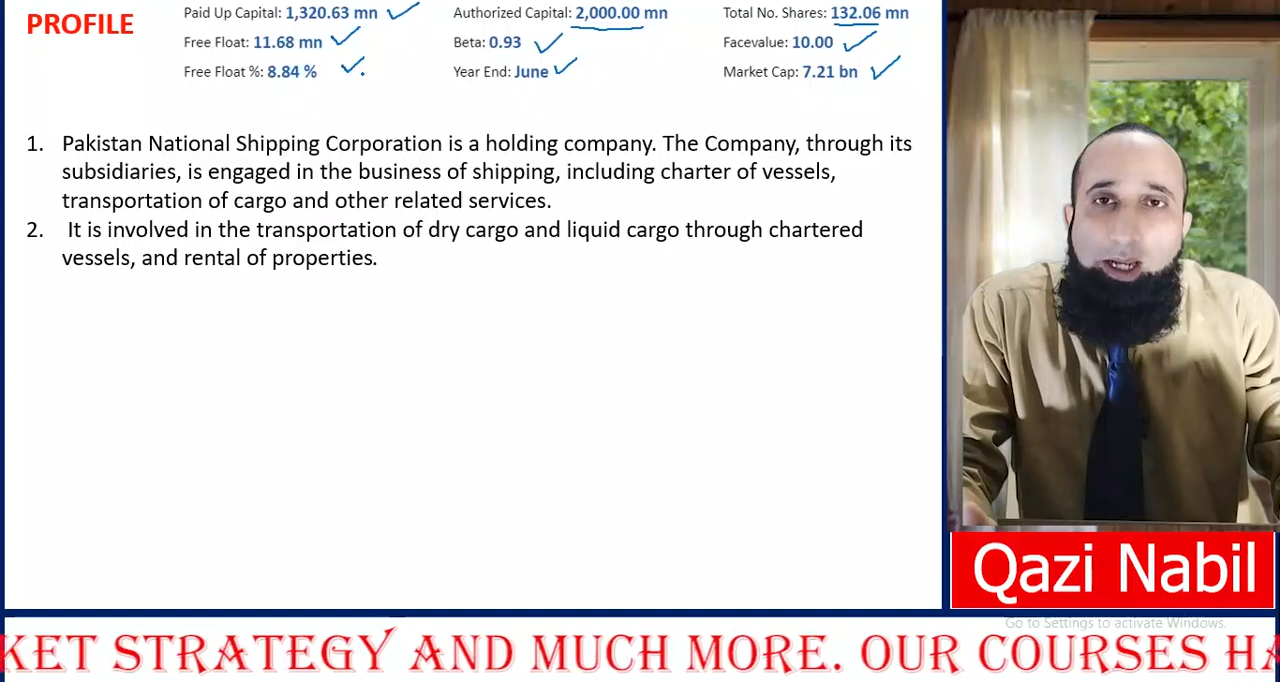 PROFILE
Paid Up Capital: 1,320.63 mn
Authorized Capital: 2,000.00 mn
Total No. Shares: 132.06 mn
Free Float: 11.68 mn
Beta: 0.93
Facevalue: 10.00
Free Float %: 8.84 %
Year End: June
Market Cap: 7.21 bn
1. Pakistan National Shipping Corporation is a holding company. The Company, through its
subsidiaries, is engaged in the business of shipping, including charter of vessels,
transportation of cargo and other related services.
2. It is involved in the transportation of dry cargo and liquid cargo through chartered
vessels, and rental of properties.
Qazi Nabil
Go to Settings to activate Windows.
KET STRATEGY AND MUCH MORE. OUR COURSES HA